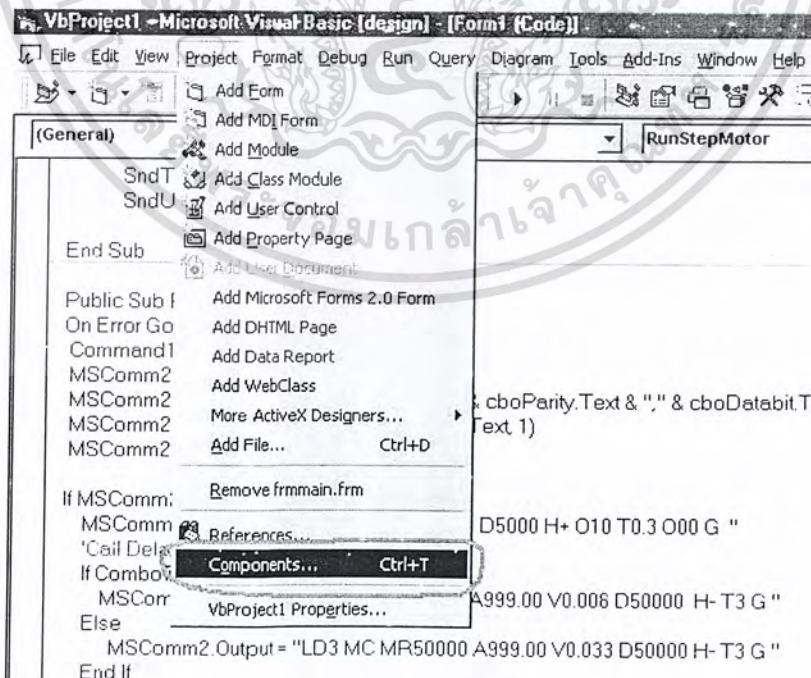 VbProject1 - Microsoft Visual Basic [design] - [Form1 (Code)]
File Edit View Project Format Debug Run Query Diagram Tools Add-Ins Window Help
(General)
RunStepMotor
Add Form
Add MDI Form
Add Module
Add Class Module
Add User Control
Add Property Page
Add User Document
Add Microsoft Forms 2.0 Form
Add DHTML Page
Add Data Report
Add WebClass
More ActiveX Designers...
Add File... Ctrl+D
Remove frmmain.frm
References...
Components... Ctrl+T
VbProject1 Properties...
SndT
SndU
End Sub
Public Sub
On Error Go
Command1
MSComm2
MSComm2 & cboParity.Text & "," & cboDatabit.T
MSComm2 Text, 1)
MSComm2
If MSComm2
MSComm D5000 H+ O10 T0.3 O00 G "
'Call Dela
If Combo
MSCom A999.00 V0.006 D50000 H- T3 G "
Else
MSComm2.Output = "LD3 MC MR50000 A999.00 V0.033 D50000 H- T3 G "
End If